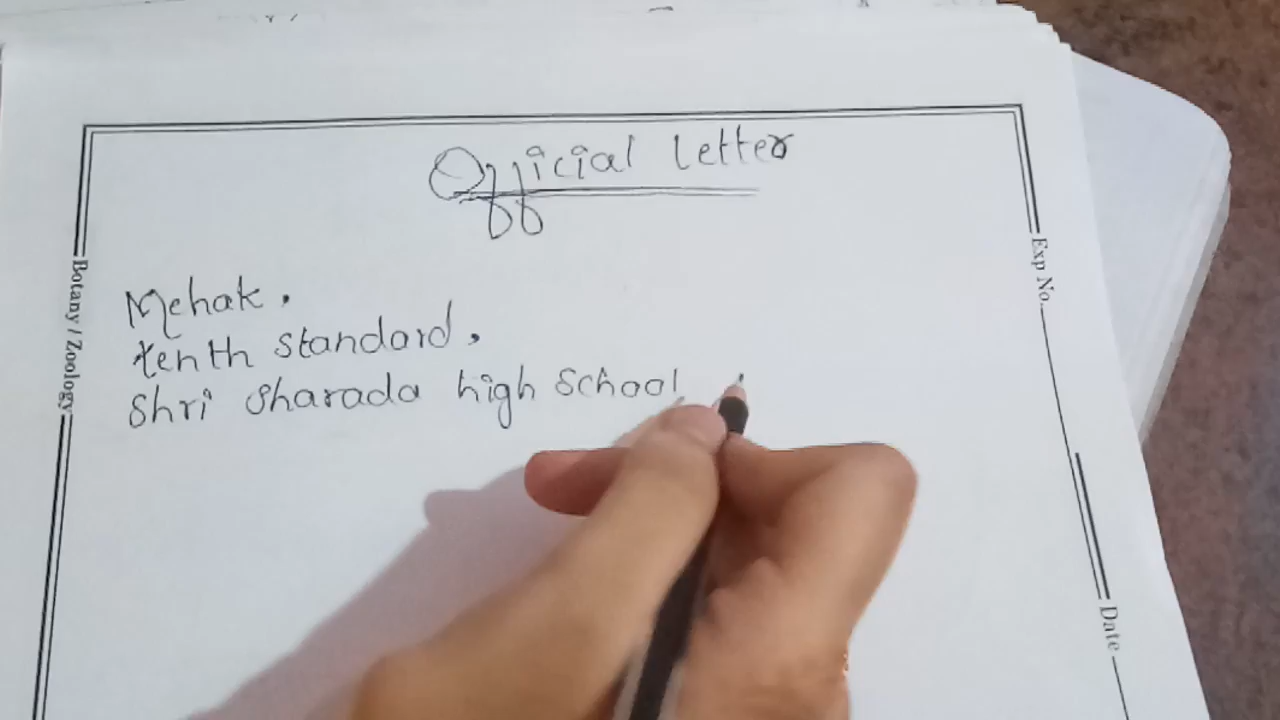 Official Letter
Mehak.
tenth standard,
Shri Sharada high School
Botany / Zoology
Exp No.
Date